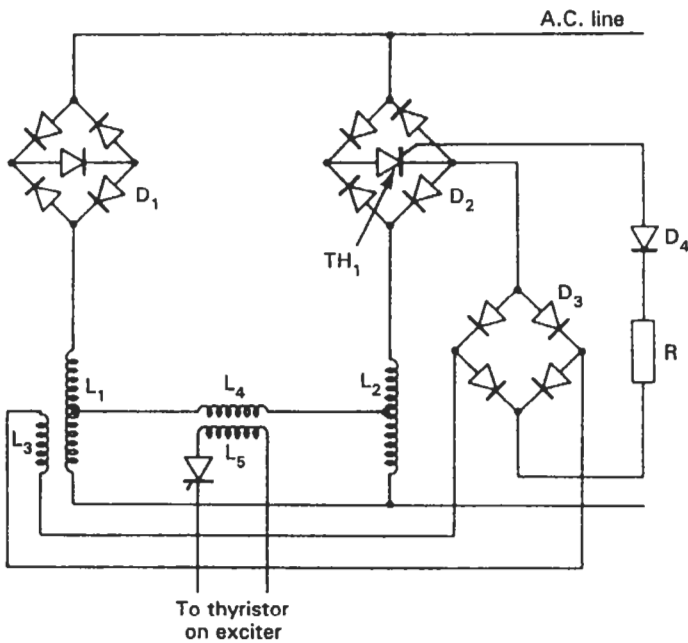 A.C. line
D1
D2
TH1
D4
D3
R
L1
L4
L2
L3
L5
To thyristor
on exciter